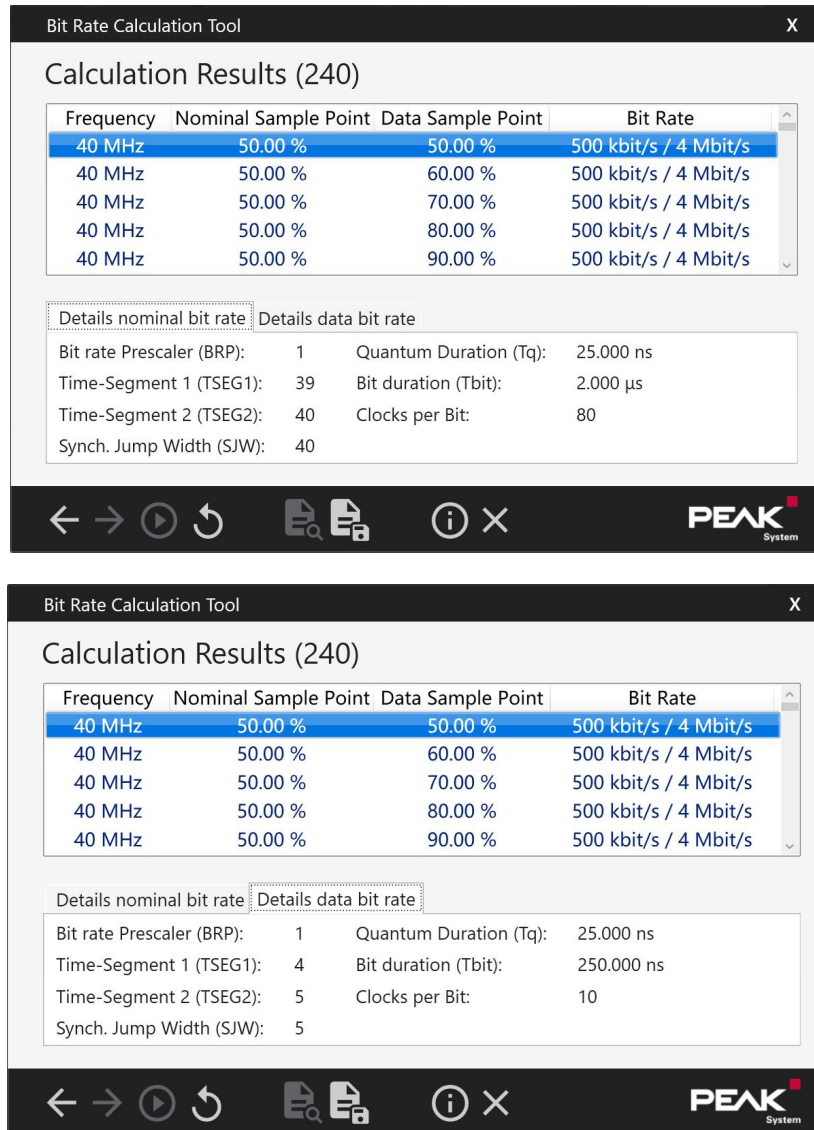 Bit Rate Calculation Tool X
Calculation Results (240)
Frequency Nominal Sample Point Data Sample Point Bit Rate
40 MHz 50.00 % 50.00 % 500 kbit/s / 4 Mbit/s
40 MHz 50.00 % 60.00 % 500 kbit/s / 4 Mbit/s
40 MHz 50.00 % 70.00 % 500 kbit/s / 4 Mbit/s
40 MHz 50.00 % 80.00 % 500 kbit/s / 4 Mbit/s
40 MHz 50.00 % 90.00 % 500 kbit/s / 4 Mbit/s
Details nominal bit rate Details data bit rate
Bit rate Prescaler (BRP): 1 Quantum Duration (Tq): 25.000 ns
Time-Segment 1 (TSEG1): 39 Bit duration (Tbit): 2.000 µs
Time-Segment 2 (TSEG2): 40 Clocks per Bit: 80
Synch. Jump Width (SJW): 40
PEAK
System
Bit Rate Calculation Tool X
Calculation Results (240)
Frequency Nominal Sample Point Data Sample Point Bit Rate
40 MHz 50.00 % 50.00 % 500 kbit/s / 4 Mbit/s
40 MHz 50.00 % 60.00 % 500 kbit/s / 4 Mbit/s
40 MHz 50.00 % 70.00 % 500 kbit/s / 4 Mbit/s
40 MHz 50.00 % 80.00 % 500 kbit/s / 4 Mbit/s
40 MHz 50.00 % 90.00 % 500 kbit/s / 4 Mbit/s
Details nominal bit rate Details data bit rate
Bit rate Prescaler (BRP): 1 Quantum Duration (Tq): 25.000 ns
Time-Segment 1 (TSEG1): 4 Bit duration (Tbit): 250.000 ns
Time-Segment 2 (TSEG2): 5 Clocks per Bit: 10
Synch. Jump Width (SJW): 5
PEAK
System